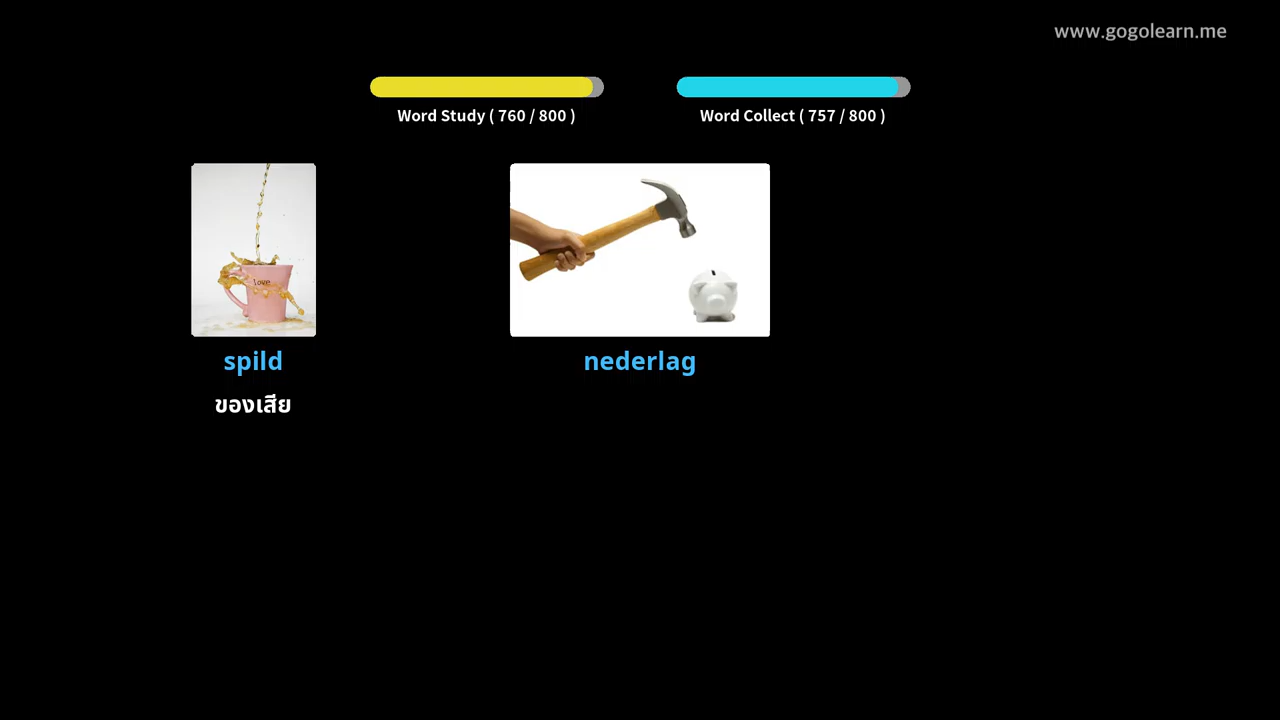 www.gogolearn.me
Word Study ( 760 / 800 )
Word Collect ( 757 / 800 )
love
spild
nederlag
ของเสีย